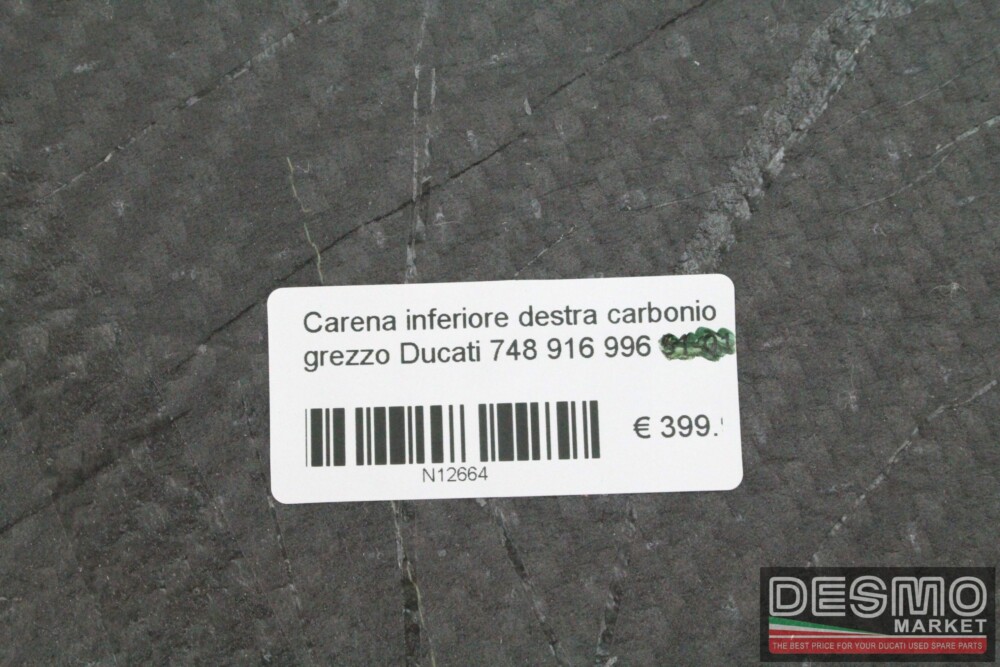 Carena inferiore destra carbonio
grezzo Ducati 748 916 996
€ 399.
N12664
DESMO
MARKET
THE BEST PRICE FOR YOUR DUCATI USED SPARE PARTS